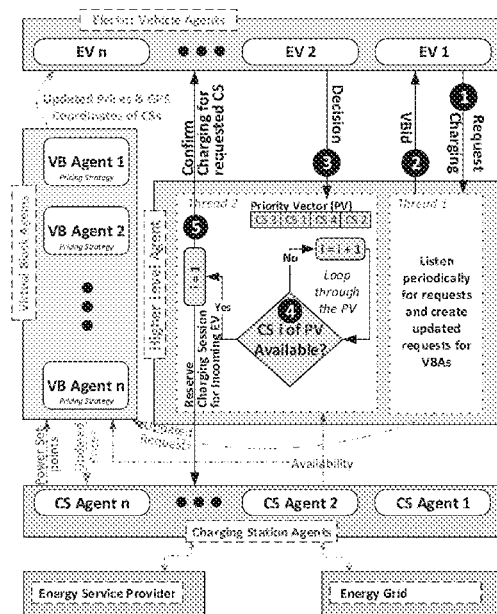 Electric Vehicle Agents
EV n
EV 2
EV 1
Updated Prices & GPS
Coordinates of CSs
Confirm
Charging for
requested CS
Decision
VBid
Request
Charging
1
2
3
5
VB Agent 1
Pricing Strategy
VB Agent 2
Pricing Strategy
VB Agent n
Pricing Strategy
Higher Level Agent
Thread 2
Thread 1
Priority Vector (PV)
CS 3 CS 1 CS 4 CS 2
No
i = i + 1
i = 1
Loop
through
the PV
Yes
4
CS i of PV
Available?
Listen
periodically
for requests
and create
updated
requests for
VBAs
Reserve
Charging Session
for Incoming EV
Power Set
points
Updated
Requests
Availability
CS Agent n
CS Agent 2
CS Agent 1
Charging Station Agents
Energy Service Provider
Energy Grid